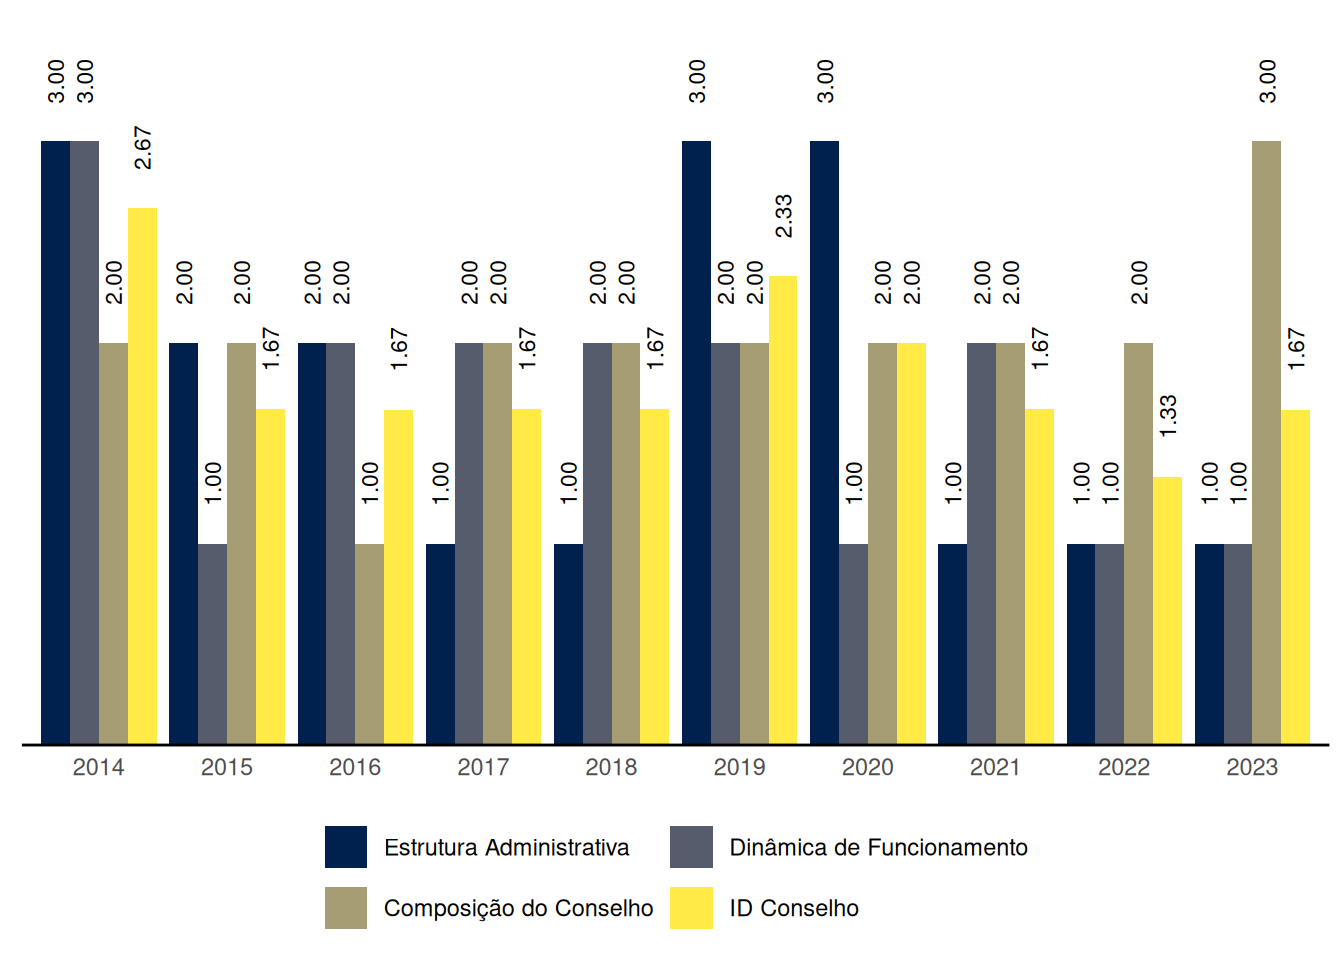 3.00 3.00 2.00 2.67 2.00 1.00 2.00 1.67 2.00 2.00 1.00 1.67 1.00 2.00 2.00 1.67 1.00 2.00 2.00 1.67 3.00 2.00 2.00 2.33 3.00 1.00 2.00 2.00 1.00 2.00 2.00 1.67 1.00 1.00 2.00 1.33 1.00 1.00 3.00 1.67
2014 2015 2016 2017 2018 2019 2020 2021 2022 2023
Estrutura Administrativa Dinâmica de Funcionamento
Composição do Conselho ID Conselho